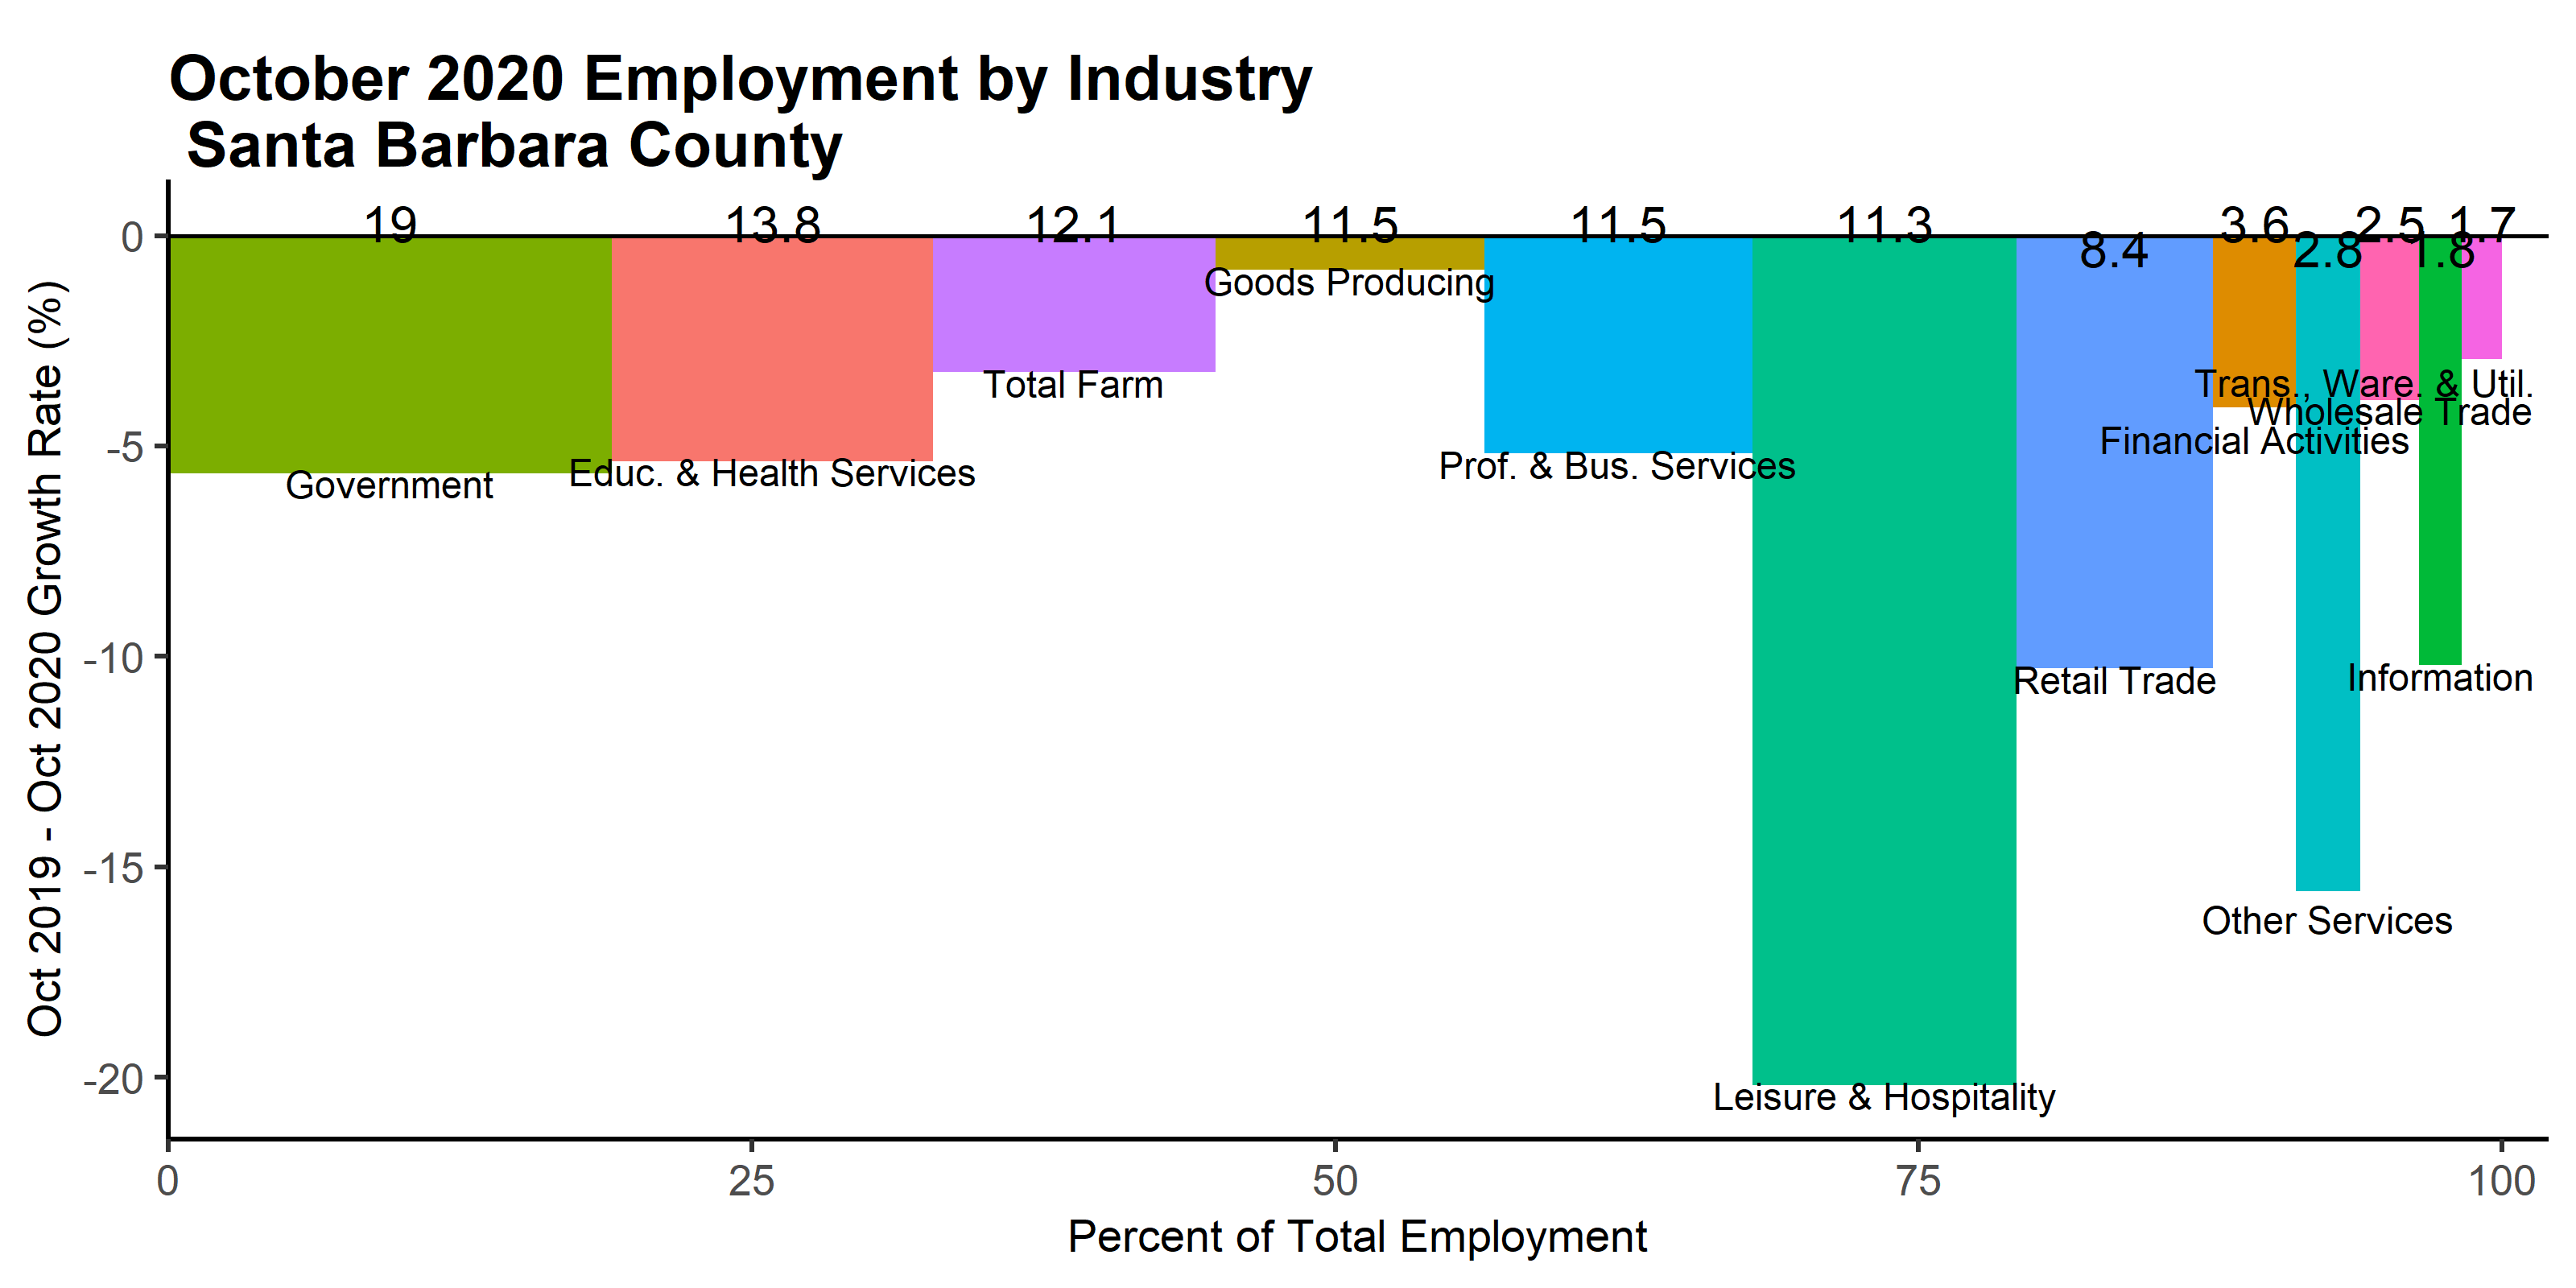 October 2020 Employment by Industry
Santa Barbara County
Oct 2019 - Oct 2020 Growth Rate (%)
0
-5
-10
-15
-20
19
13.8
12.1
11.5
11.5
11.3
8.4
3.6
2.8
2.5
1.8
1.7
Government
Educ. & Health Services
Total Farm
Goods Producing
Prof. & Bus. Services
Leisure & Hospitality
Retail Trade
Financial Activities
Other Services
Wholesale Trade
Information
Trans., Ware. & Util.
0
25
50
75
100
Percent of Total Employment